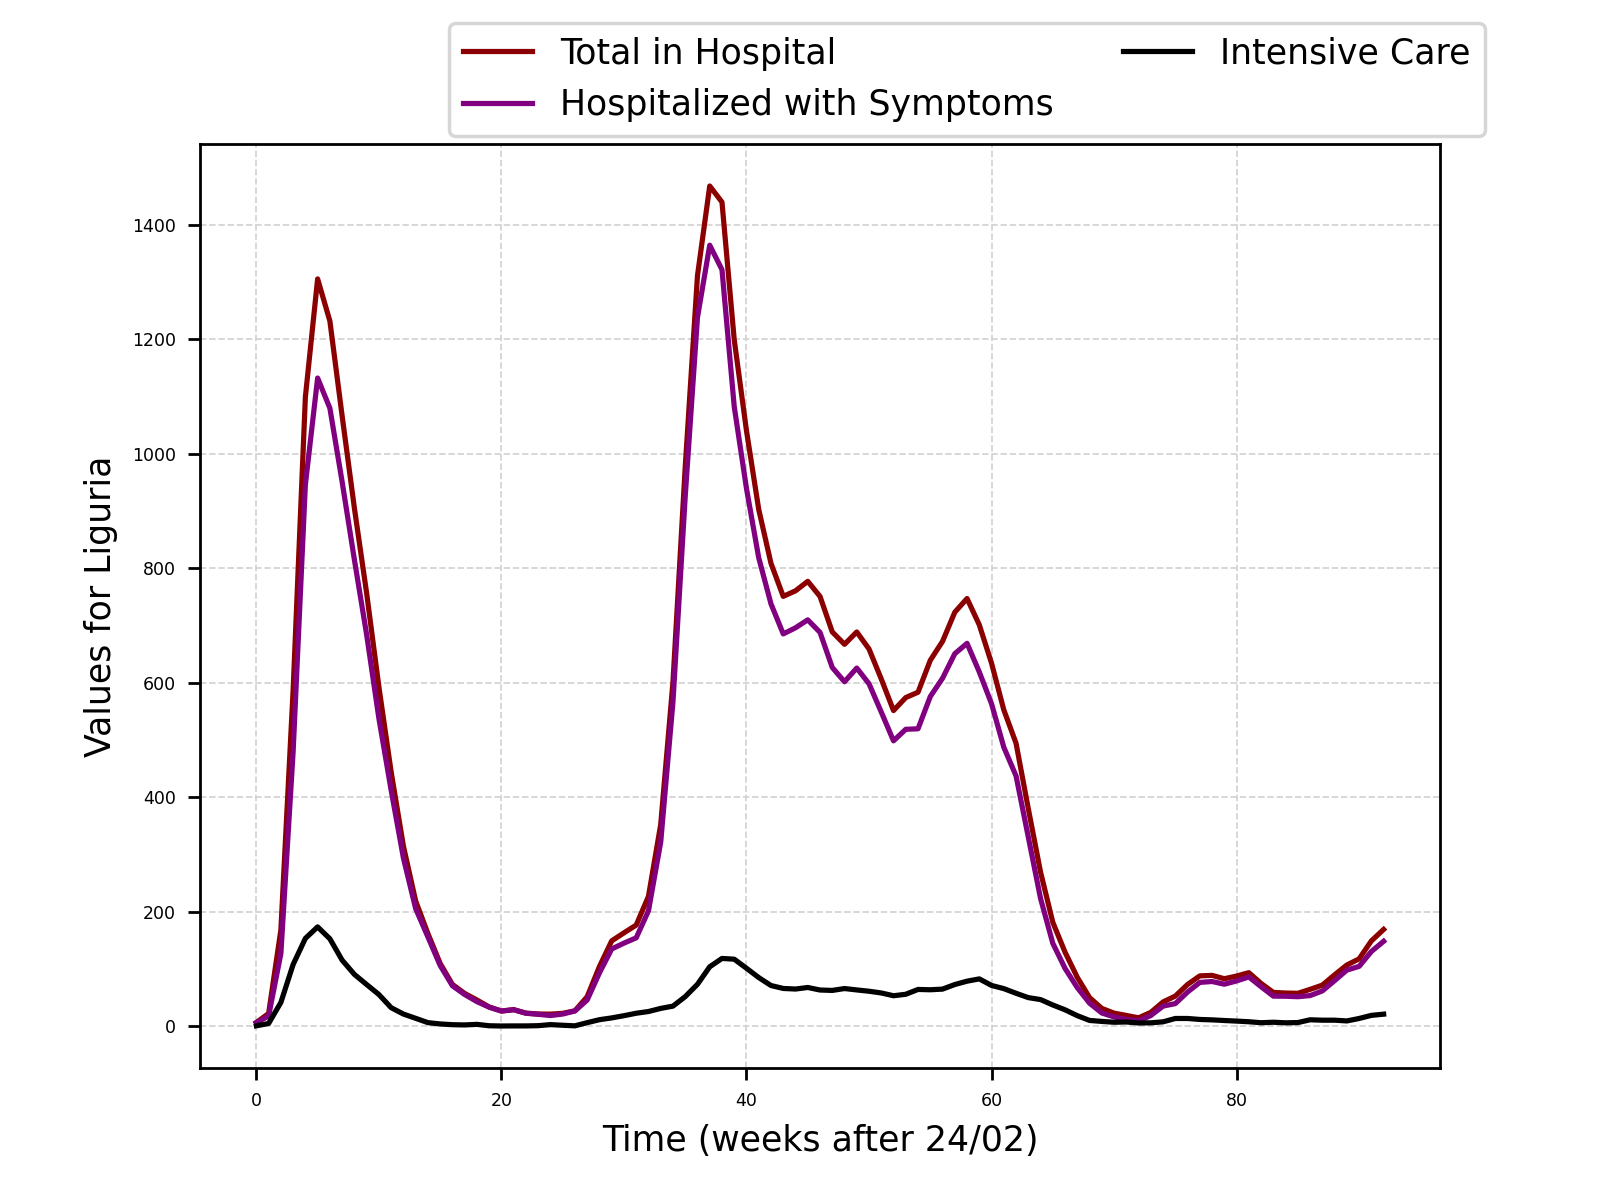 Total in Hospital
Hospitalized with Symptoms
Intensive Care
Values for Liguria
1400
1200
1000
800
600
400
200
0
0 20 40 60 80
Time (weeks after 24/02)